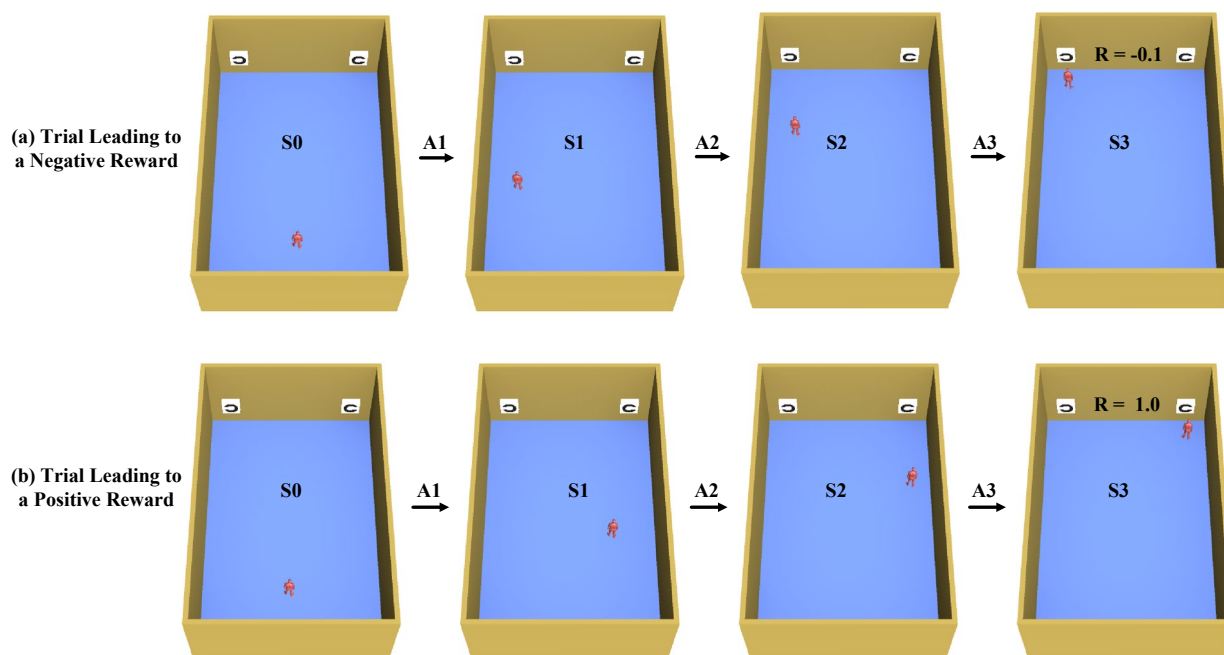 R = -0.1
(a) Trial Leading to
a Negative Reward
S0
A1
S1
A2
S2
A3
S3
R = 1.0
(b) Trial Leading to
a Positive Reward
S0
A1
S1
A2
S2
A3
S3